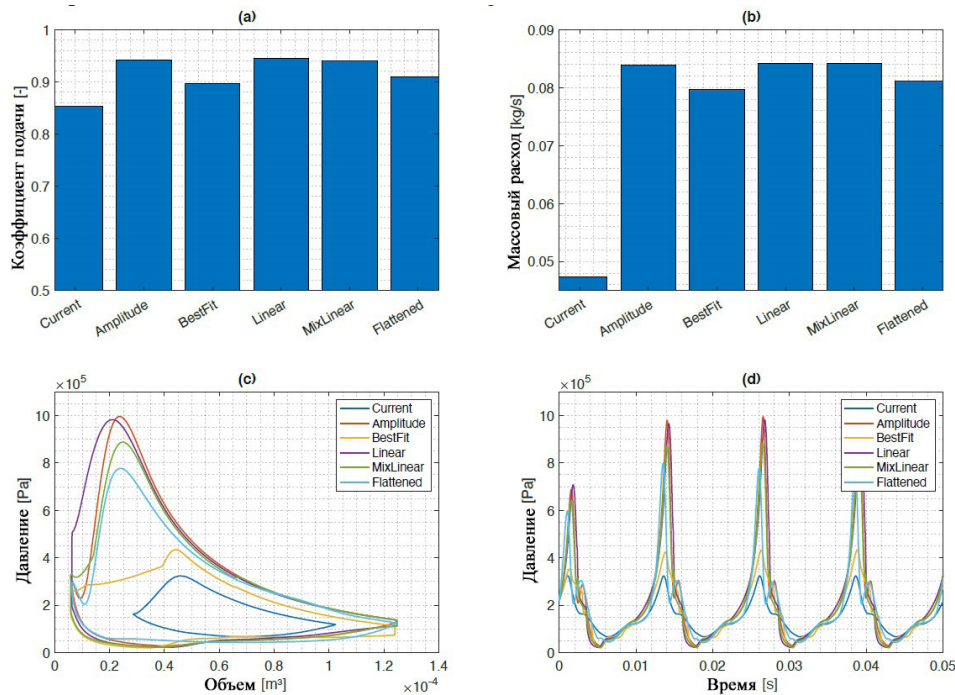 (a)
Коэффициент подачи [-]
1
0.9
0.8
0.7
0.6
0.5
Current
Amplitude
BestFit
Linear
MixLinear
Flattened
(b)
Массовый расход [kg/s]
0.09
0.08
0.07
0.06
0.05
Current
Amplitude
BestFit
Linear
MixLinear
Flattened
(c)
×10⁵
Давление [Pa]
10
8
6
4
2
0
0
0.2
0.4
0.6
0.8
1
1.2
1.4
×10⁻⁴
Объем [m³]
Current
Amplitude
BestFit
Linear
MixLinear
Flattened
(d)
×10⁵
Давление [Pa]
10
8
6
4
2
0
0
0.01
0.02
0.03
0.04
0.05
Время [s]
Current
Amplitude
BestFit
Linear
MixLinear
Flattened